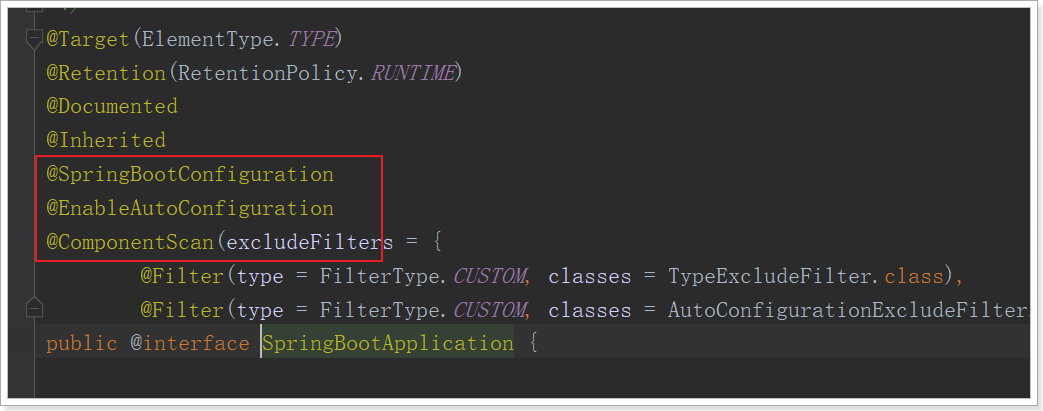 @Target(ElementType.TYPE)
@Retention(RetentionPolicy.RUNTIME)
@Documented
@Inherited
@SpringBootConfiguration
@EnableAutoConfiguration
@ComponentScan(excludeFilters = {
@Filter(type = FilterType.CUSTOM, classes = TypeExcludeFilter.class),
@Filter(type = FilterType.CUSTOM, classes = AutoConfigurationExcludeFilter
public @interface SpringBootApplication {